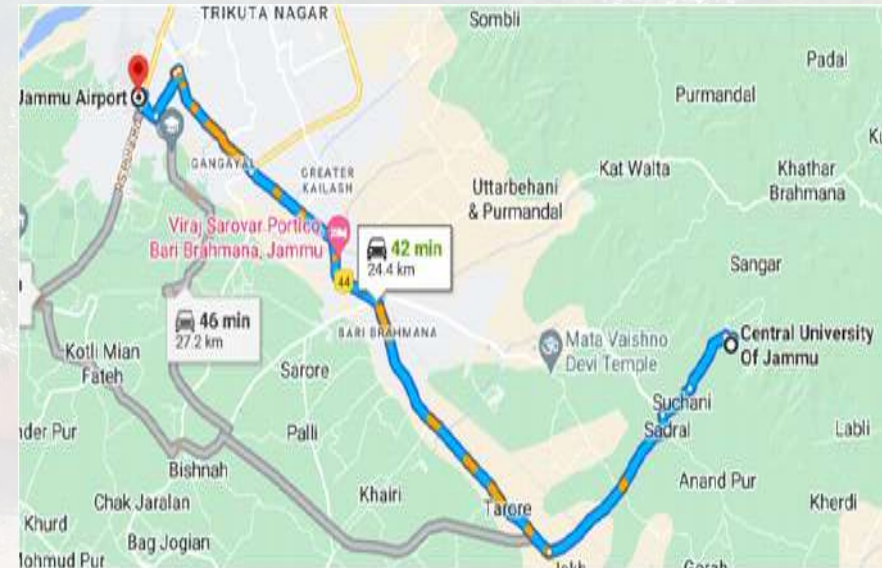 TRIKUTA NAGAR
Sombli
Padal
Jammu Airport
Purmandal
GANGAYAL
GREATER
KAILASH
Kat Walta
Khathar
Brahmana
Uttarbehani
& Purmandal
Viraj Sarovar Portico
Bari Brahmana, Jammu
42 min
24.4 km
Sangar
44
46 min
27.2 km
BARI BRAHMANA
Mata Vaishno
Devi Temple
Central University
Of Jammu
Kotli Mian
Fateh
Sarore
Suchani
Sadral
Labli
Palli
Bishnah
Anand Pur
Khairi
Tarore
Kherdi
Chak Jaralan
Khurd
Bag Jogian